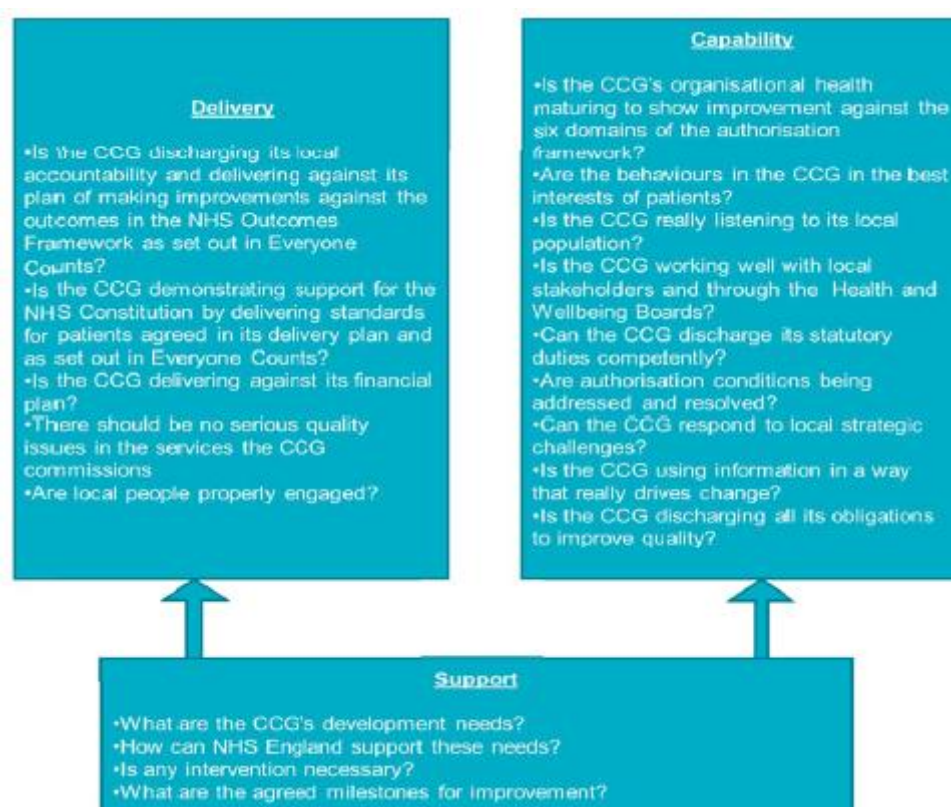 Delivery
•Is the CCG discharging its local
accountability and delivering against its
plan of making improvements against the
outcomes in the NHS Outcomes
Framework as set out in Everyone
Counts?
•Is the CCG demonstrating support for the
NHS Constitution by delivering standards
for patients agreed in its delivery plan and
as set out in Everyone Counts?
•Is the CCG delivering against its financial
plan?
•There should be no serious quality
issues in the services the CCG
commissions
•Are local people properly engaged?
Capability
•Is the CCG's organisational health
maturing to show improvement against the
six domains of the authorisation
framework?
•Are the behaviours in the CCG in the best
interests of patients?
•Is the CCG really listening to its local
population?
•Is the CCG working well with local
stakeholders and through the Health and
Wellbeing Boards?
•Can the CCG discharge its statutory
duties competently?
•Are authorisation conditions being
addressed and resolved?
•Can the CCG respond to local strategic
challenges?
•Is the CCG using information in a way
that really drives change?
•Is the CCG discharging all its obligations
to improve quality?
Support
•What are the CCG's development needs?
•How can NHS England support these needs?
•Is any intervention necessary?
•What are the agreed milestones for improvement?